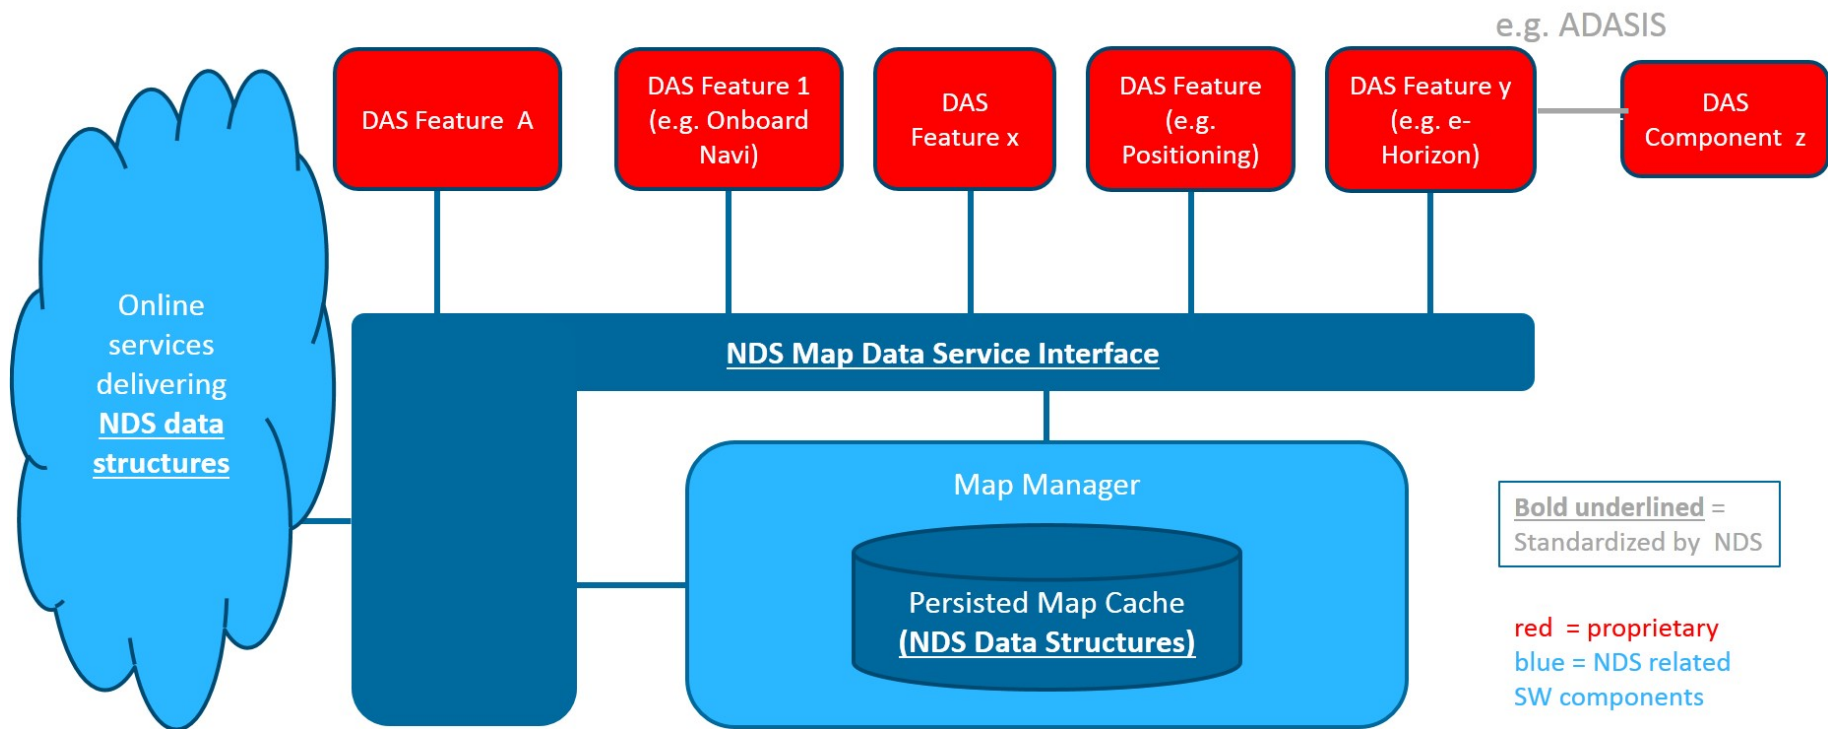 e.g. ADASIS
DAS Feature  A
DAS Feature 1
(e.g. Onboard
Navi)
DAS
Feature x
DAS Feature
(e.g.
Positioning)
DAS Feature y
(e.g. e-
Horizon)
DAS
Component  z
Online
services
delivering
NDS data
structures
NDS Map Data Service Interface
Map Manager
Persisted Map Cache
(NDS Data Structures)
Bold underlined =
Standardized by  NDS
red  = proprietary
blue = NDS related
SW components